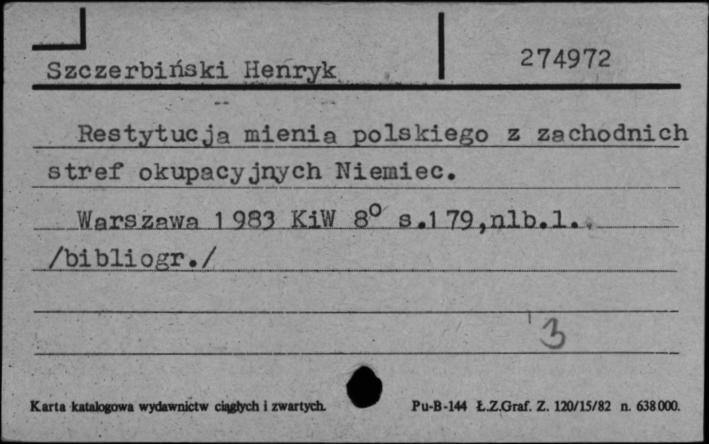 Szczerbiński Henryk 274972
Restytucja mienia polskiego z zachodnich
stref okupacyjnych Niemiec.
Warszawa 1983 KiW 8° s.179,nlb.1.
/bibliogr./
3
Karta katalogowa wydawnictw ciągłych i zwartych. Pu-B-144 Ł.Z.Graf. Z. 120/15/82 n. 638000.